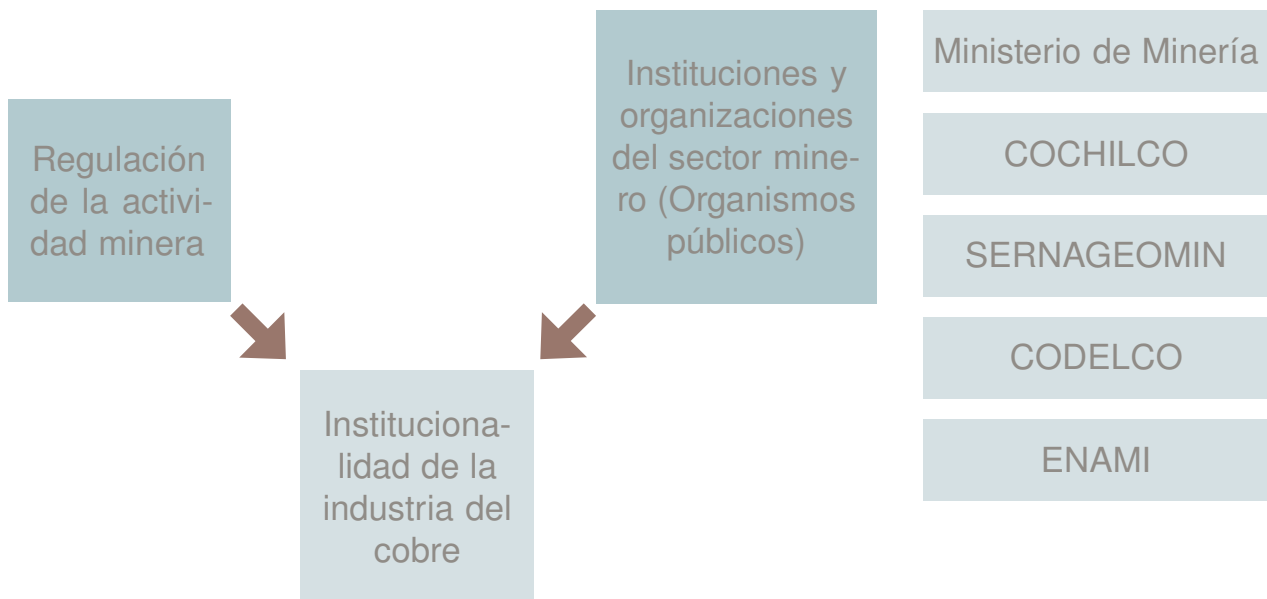 Regulación
de la activi-
dad minera
Instituciones y
organizaciones
del sector mine-
ro (Organismos
públicos)
Instituciona-
lidad de la
industria del
cobre
Ministerio de Minería
COCHILCO
SERNAGEOMIN
CODELCO
ENAMI